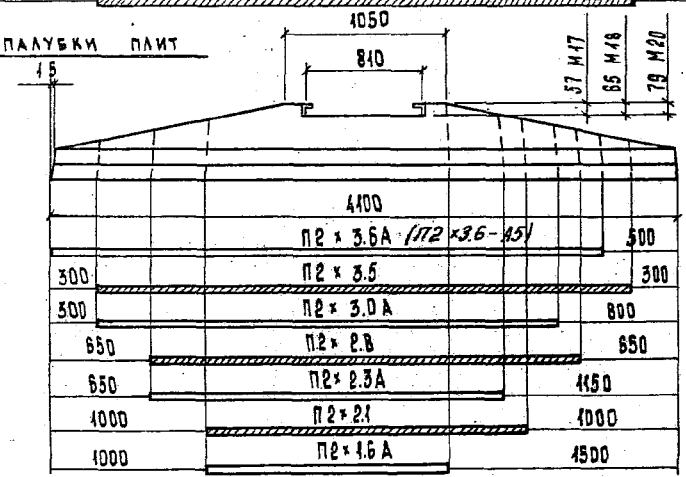 1050
ПАЛУБКИ ПЛИТ
15
810
57 М17
65 М18
79 М20
4100
П2 × 3.6А (П2 ×3.6-А5) 500
300 П2 × 3.5 300
300 П2 × 3.0А 800
650 П2× 2.8 650
650 П2× 2.3А 1150
1000 П2×2.1 1000
1000 П2× 1.6А 1500